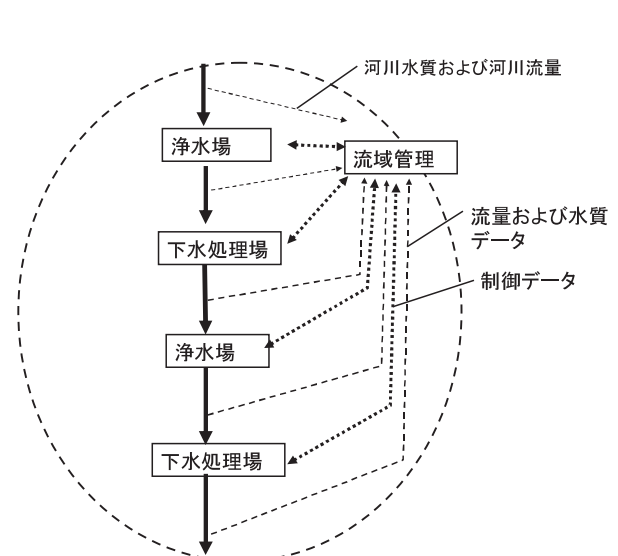 河川水質および河川流量
浄水場
流域管理
流量および水質
データ
下水処理場
制御データ
浄水場
下水処理場